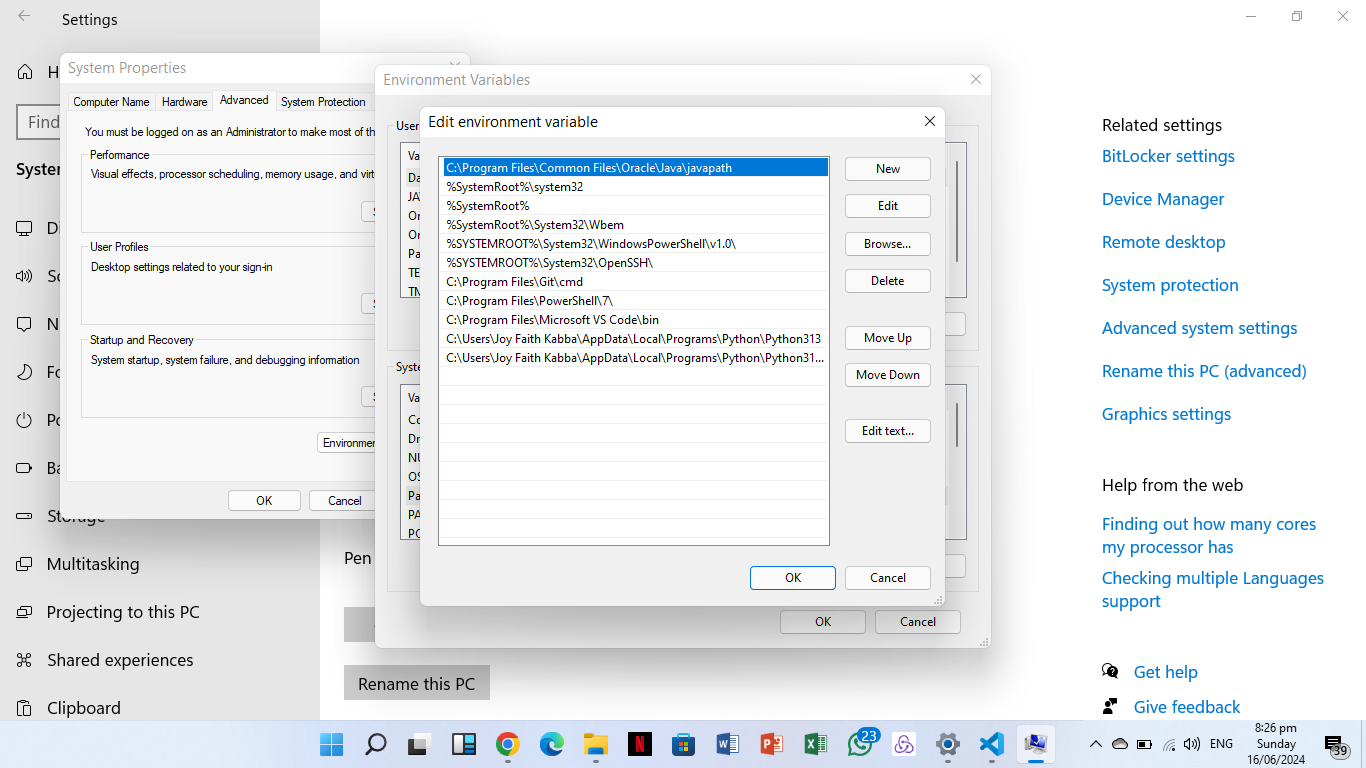 Settings
System Properties
Computer Name
Hardware
Advanced
System Protection
You must be logged on as an Administrator to make most of th
Performance
Visual effects, processor scheduling, memory usage, and virt
User Profiles
Desktop settings related to your sign-in
Startup and Recovery
System startup, system failure, and debugging information
Environmen
OK
Cancel
Find
Syster
Storage
Multitasking
Projecting to this PC
Shared experiences
Clipboard
Pen
Rename this PC
Environment Variables
User
Va
Da
JA
Or
Or
Pa
TE
TM
Syste
Va
Co
Dr
NU
OS
Pa
PA
PC
OK
Cancel
Edit environment variable
C:\Program Files\Common Files\Oracle\Java\javapath
%SystemRoot%\system32
%SystemRoot%
%SystemRoot%\System32\Wbem
%SYSTEMROOT%\System32\WindowsPowerShell\v1.0\
%SYSTEMROOT%\System32\OpenSSH\
C:\Program Files\Git\cmd
C:\Program Files\PowerShell\7\
C:\Program Files\Microsoft VS Code\bin
C:\Users\Joy Faith Kabba\AppData\Local\Programs\Python\Python313
C:\Users\Joy Faith Kabba\AppData\Local\Programs\Python\Python31...
New
Edit
Browse...
Delete
Move Up
Move Down
Edit text...
OK
Cancel
Related settings
BitLocker settings
Device Manager
Remote desktop
System protection
Advanced system settings
Rename this PC (advanced)
Graphics settings
Help from the web
Finding out how many cores
my processor has
Checking multiple Languages
support
Get help
Give feedback
23
ENG
8:26 pm
Sunday
16/06/2024
39